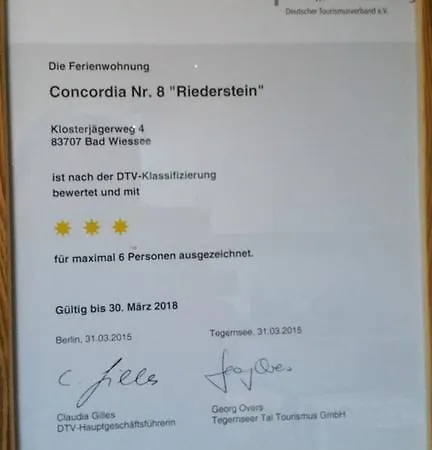 Deutscher Tourismusverband e.V.
Die Ferienwohnung
Concordia Nr. 8 "Riederstein"
Klosterjägerweg 4
83707 Bad Wiessee
ist nach der DTV-Klassifizierung
bewertet und mit
für maximal 6 Personen ausgezeichnet.
Gültig bis 30. März 2018
Berlin, 31.03.2015
Tegernsee, 31.03.2015
C. Gilles
Claudia Gilles
DTV-Hauptgeschäftsführerin
Georg Overs
Tegernseer Tal Tourismus GmbH